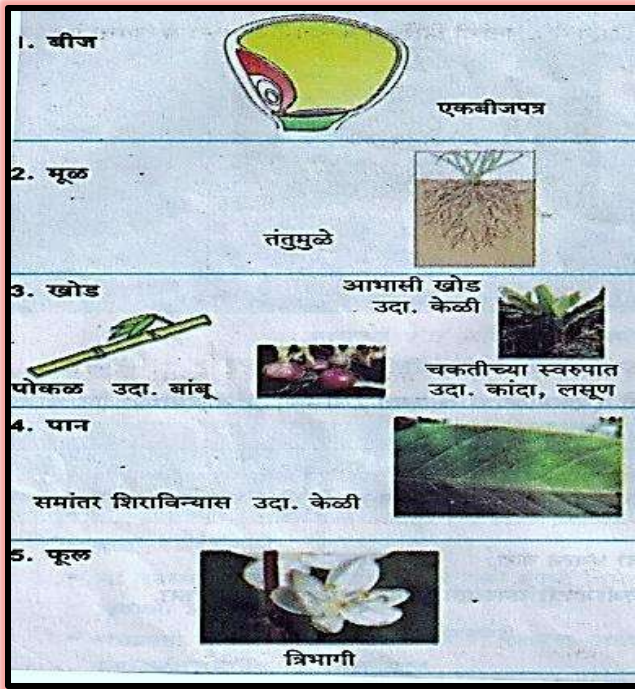 1. बीज
एकबीजपत्र
2. मूळ
तंतुमुळे
3. खोड
आभासी खोड
उदा. केळी
पोकळ उदा. बांबू
चकतीच्या स्वरुपात
उदा. कांदा, लसूण
4. पान
समांतर शिराविन्यास उदा. केळी
5. फूल
त्रिभागी